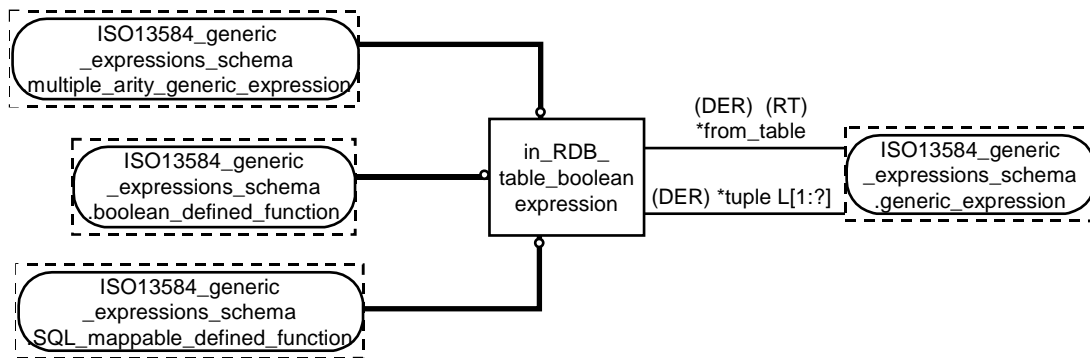 ISO13584_generic
_expressions_schema
multiple_arity_generic_expression
(DER) (RT)
*from_table
in_RDB_
table_boolean
expression
ISO13584_generic
_expressions_schema
.boolean_defined_function
(DER) *tuple L[1:?]
ISO13584_generic
_expressions_schema
.generic_expression
ISO13584_generic
_expressions_schema
.SQL_mappable_defined_function